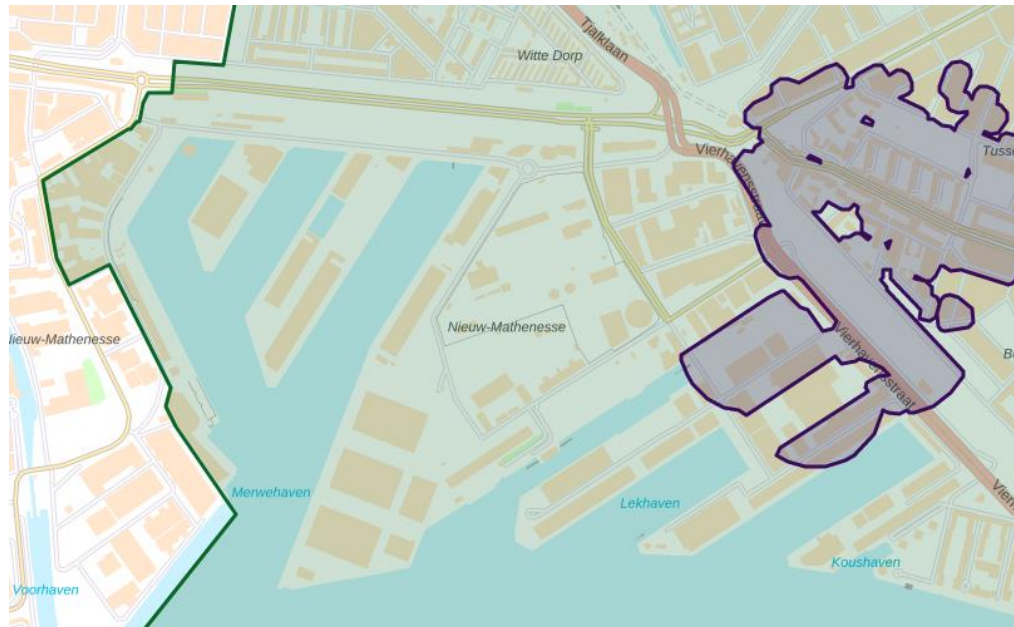 Witte Dorp
Tjalklaan
Vierhavensstraat
Nieuw-Mathenesse
Nieuw-Mathenesse
Vierhavensstraat
Merwehaven
Lekhaven
Koushaven
Voorhaven